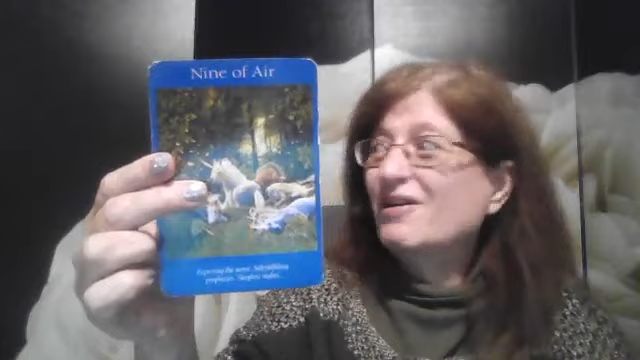 Nine of Air
Expecting the worst. Self-fulfilling
prophecies. Sleepless nights.